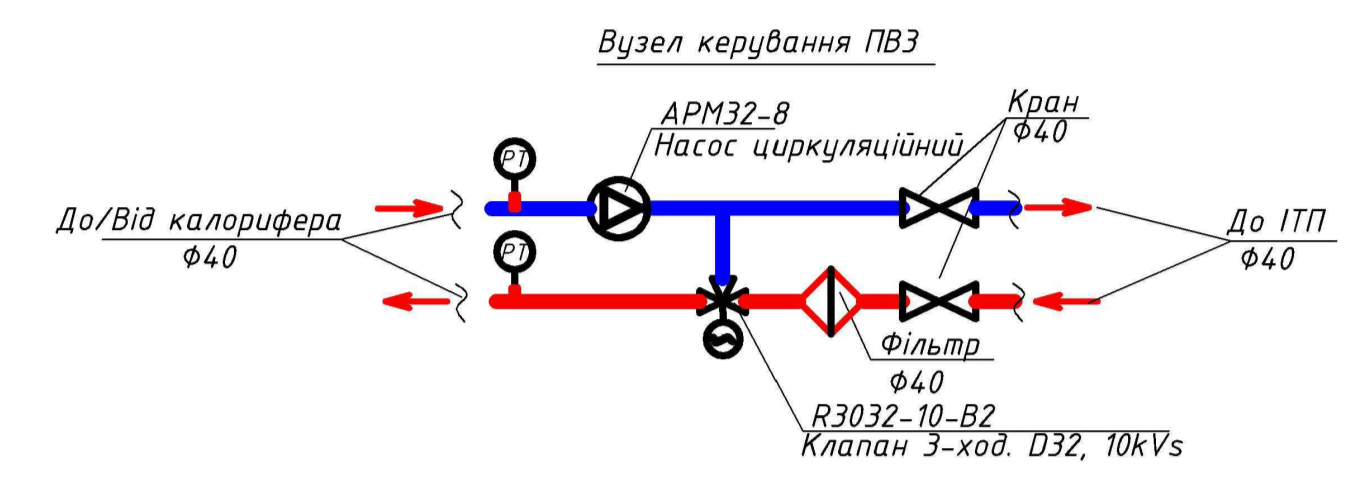 Вузел керування ПВ3
Кран
Ф40
АРМ32-8
Насос циркуляційний
РТ
До/Від калорифера
Ф40
До ІТП
Ф40
РТ
Фільтр
Ф40
R3032-10-B2
Клапан 3-ход. D32, 10kVs